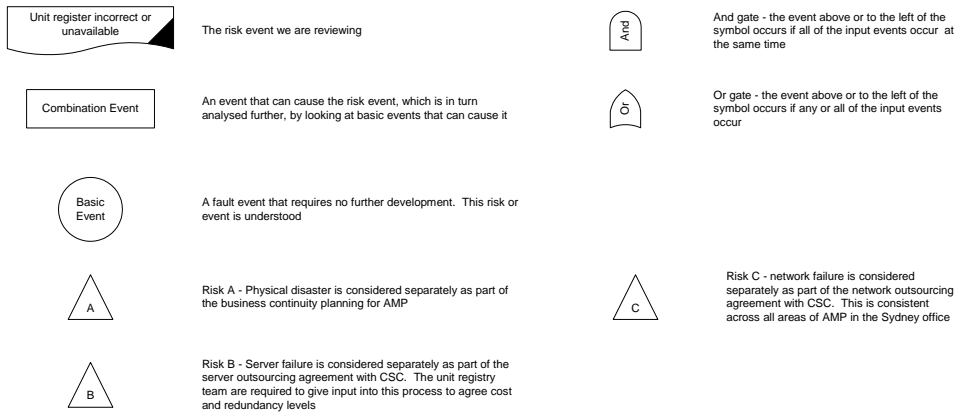 Unit register incorrect or
unavailable
The risk event we are reviewing
And
And gate - the event above or to the left of the
symbol occurs if all of the input events occur at
the same time
Combination Event
An event that can cause the risk event, which is in turn
analysed further, by looking at basic events that can cause it
Or
Or gate - the event above or to the left of the
symbol occurs if any or all of the input events
occur
Basic
Event
A fault event that requires no further development. This risk or
event is understood
A
Risk A - Physical disaster is considered separately as part of
the business continuity planning for AMP
C
Risk C - network failure is considered
separately as part of the network outsourcing
agreement with CSC. This is consistent
across all areas of AMP in the Sydney office
B
Risk B - Server failure is considered separately as part of the
server outsourcing agreement with CSC. The unit registry
team are required to give input into this process to agree cost
and redundancy levels